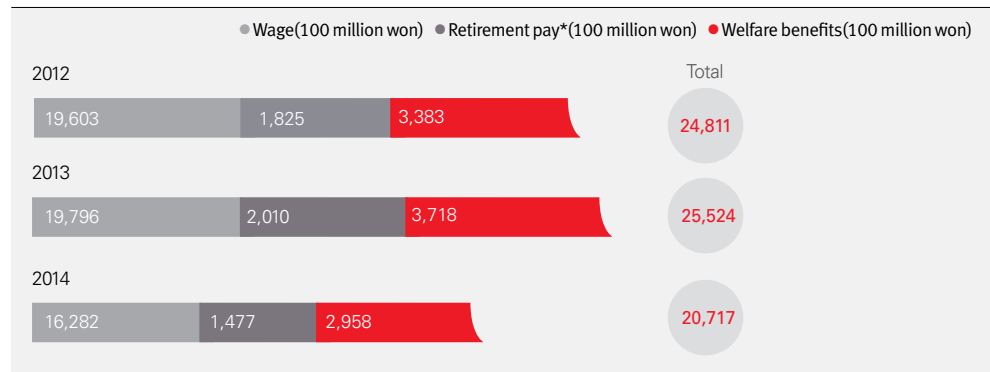 Wage(100 million won) Retirement pay*(100 million won) Welfare benefits(100 million won)
2012 Total
19,603 1,825 3,383 24,811
2013
19,796 2,010 3,718 25,524
2014
16,282 1,477 2,958 20,717